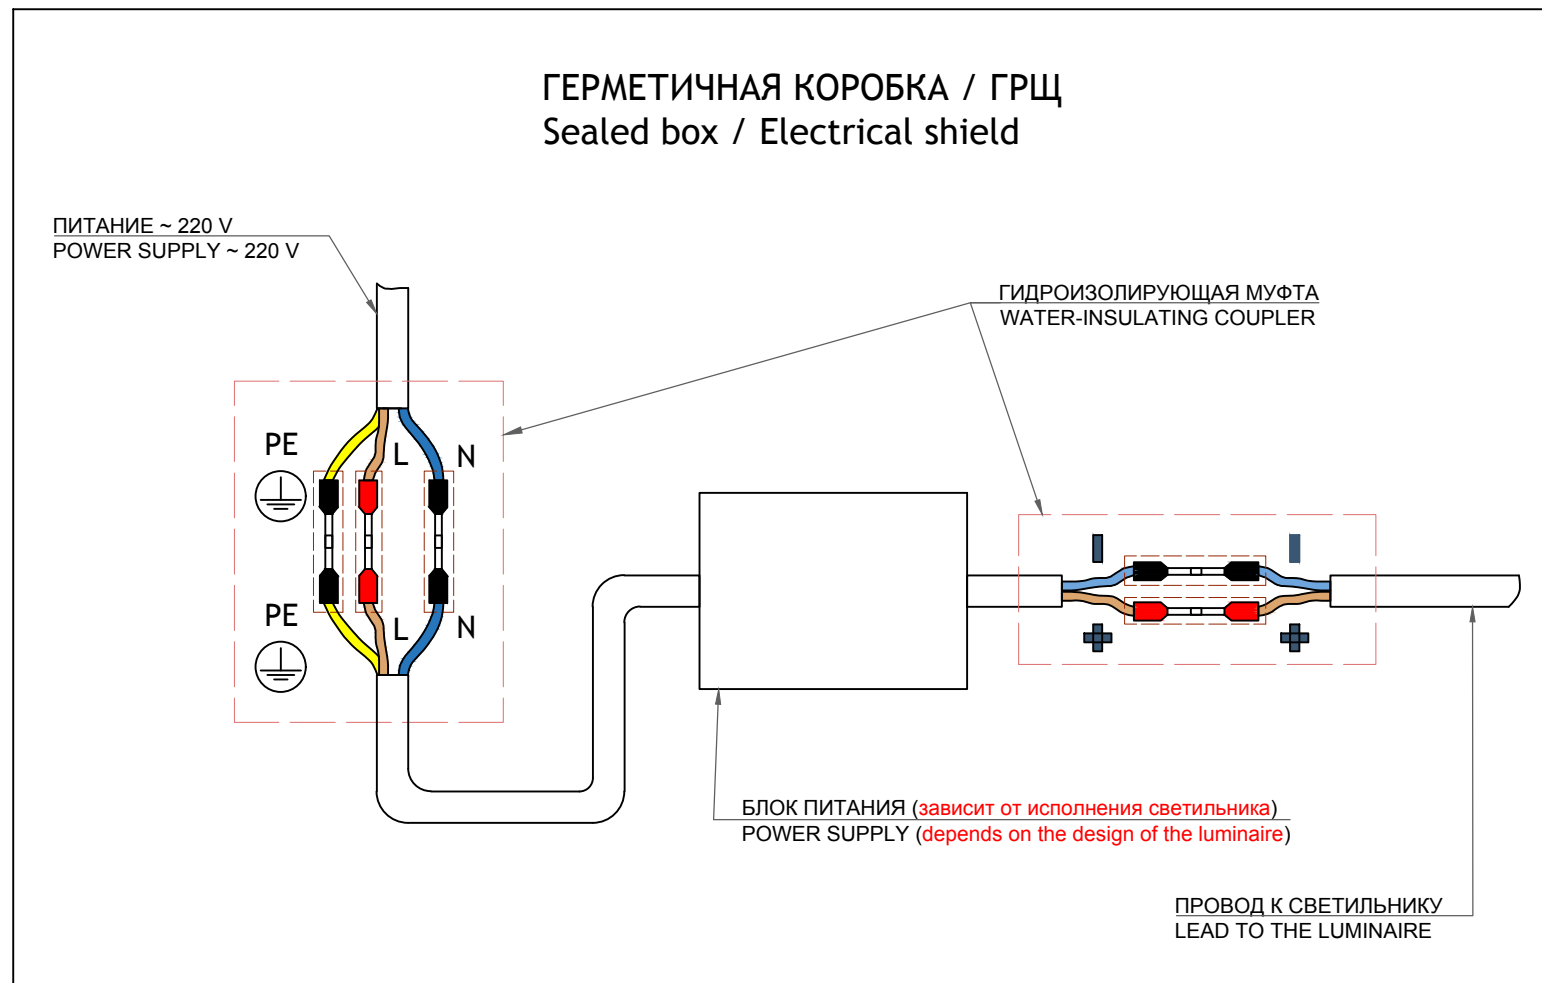 ГЕРМЕТИЧНАЯ КОРОБКА / ГРЩ
Sealed box / Electrical shield
ПИТАНИЕ ~ 220 V
POWER SUPPLY ~ 220 V
ГИДРОИЗОЛИРУЮЩАЯ МУФТА
WATER-INSULATING COUPLER
PE
L
N
PE
L
N
БЛОК ПИТАНИЯ (зависит от исполнения светильника)
POWER SUPPLY (depends on the design of the luminaire)
ПРОВОД К СВЕТИЛЬНИКУ
LEAD TO THE LUMINAIRE